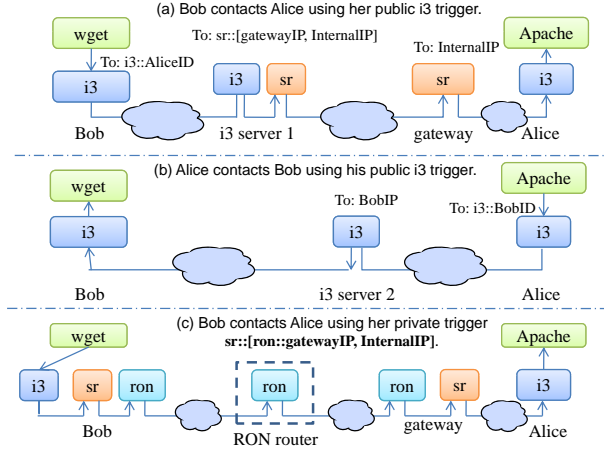 (a) Bob contacts Alice using her public i3 trigger.
wget
To: sr::[gatewayIP, InternalIP]
To: InternalIP
Apache
To: i3::AliceID
i3
i3
sr
sr
i3
Bob
i3 server 1
gateway
Alice
(b) Alice contacts Bob using his public i3 trigger.
wget
To: BobIP
Apache
To: i3::BobID
i3
i3
i3
Bob
i3 server 2
Alice
(c) Bob contacts Alice using her private trigger
sr::[ron::gatewayIP, InternalIP].
wget
Apache
i3
sr
ron
ron
ron
sr
i3
Bob
RON router
gateway
Alice